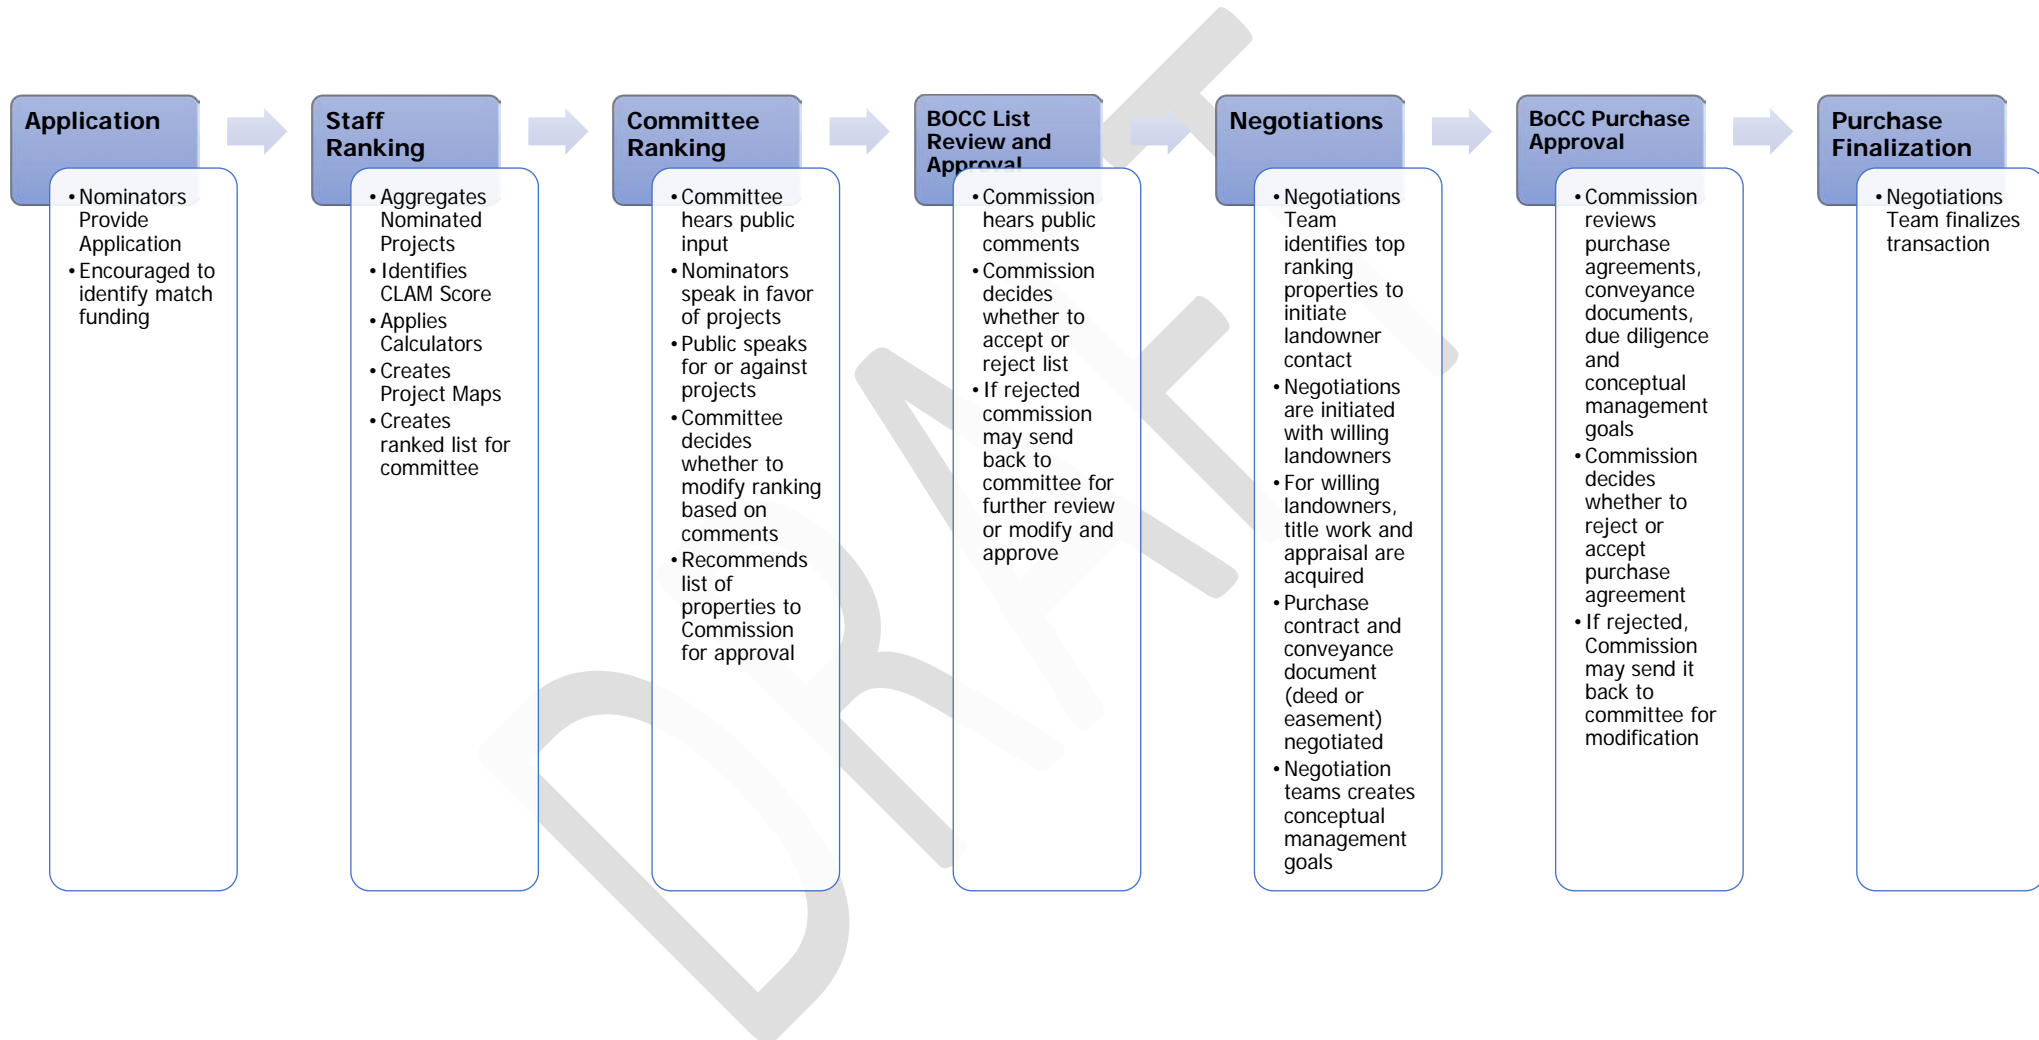 Application
• Nominators
Provide
Application
• Encouraged to
identify match
funding
Staff
Ranking
• Aggregates
Nominated
Projects
• Identifies
CLAM Score
• Applies
Calculators
• Creates
Project Maps
• Creates
ranked list for
committee
Committee
Ranking
• Committee
hears public
input
• Nominators
speak in favor
of projects
• Public speaks
for or against
projects
• Committee
decides
whether to
modify ranking
based on
comments
• Recommends
list of
properties to
Commission
for approval
BOCC List
Review and
Approval
• Commission
hears public
comments
• Commission
decides
whether to
accept or
reject list
• If rejected
commission
may send
back to
committee for
further review
or modify and
approve
Negotiations
• Negotiations
Team
identifies top
ranking
properties to
initiate
landowner
contact
• Negotiations
are initiated
with willing
landowners
• For willing
landowners,
title work and
appraisal are
acquired
• Purchase
contract and
conveyance
document
(deed or
easement)
negotiated
• Negotiation
teams creates
conceptual
management
goals
BoCC Purchase
Approval
• Commission
reviews
purchase
agreements,
conveyance
documents,
due diligence
and
conceptual
management
goals
• Commission
decides
whether to
reject or
accept
purchase
agreement
• If rejected,
Commission
may send it
back to
committee for
modification
Purchase
Finalization
• Negotiations
Team finalizes
transaction
DRAFT